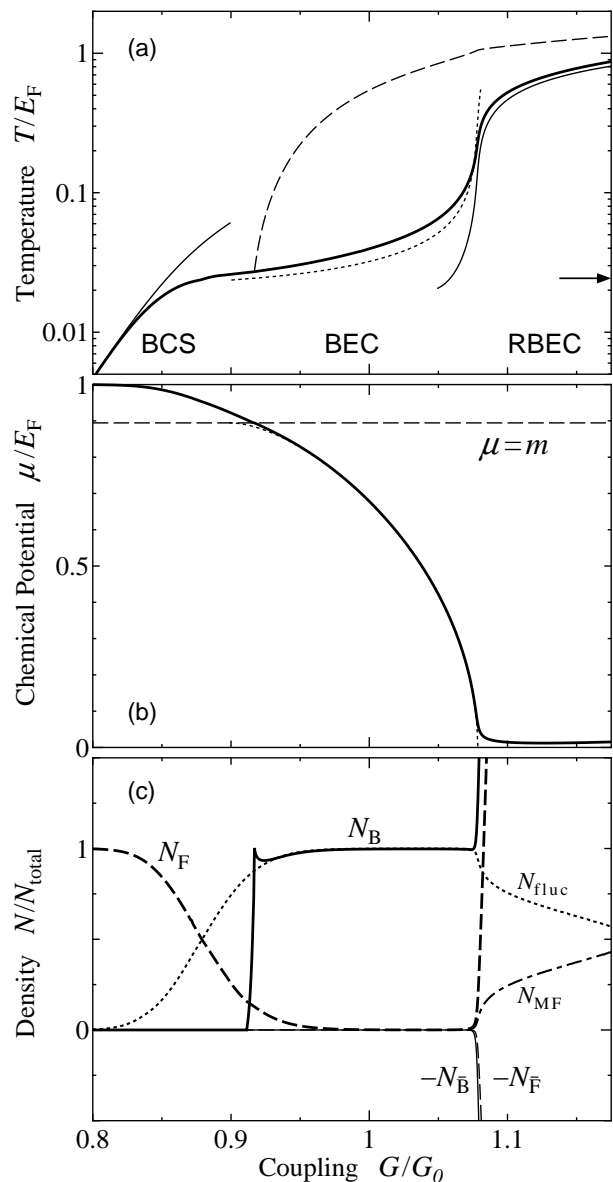 (a)
Temperature T/E_F
1
0.1
0.01
BCS BEC RBEC
Chemical Potential μ/E_F
1
0.5
0
μ=m
(b)
Density N/N_total
(c)
1
0
N_F
N_B
N_fluc
N_MF
−N_B̄ −N_F̄
0.8 0.9 1 1.1
Coupling G/G_0